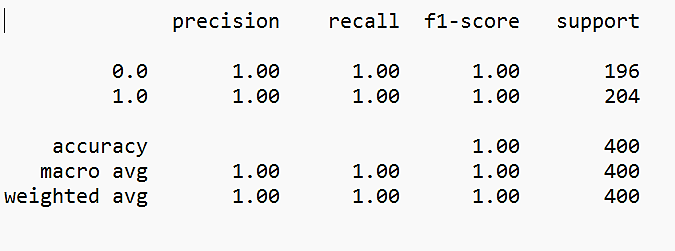 precision recall f1-score support
0.0 1.00 1.00 1.00 196
1.0 1.00 1.00 1.00 204
accuracy 1.00 400
macro avg 1.00 1.00 1.00 400
weighted avg 1.00 1.00 1.00 400